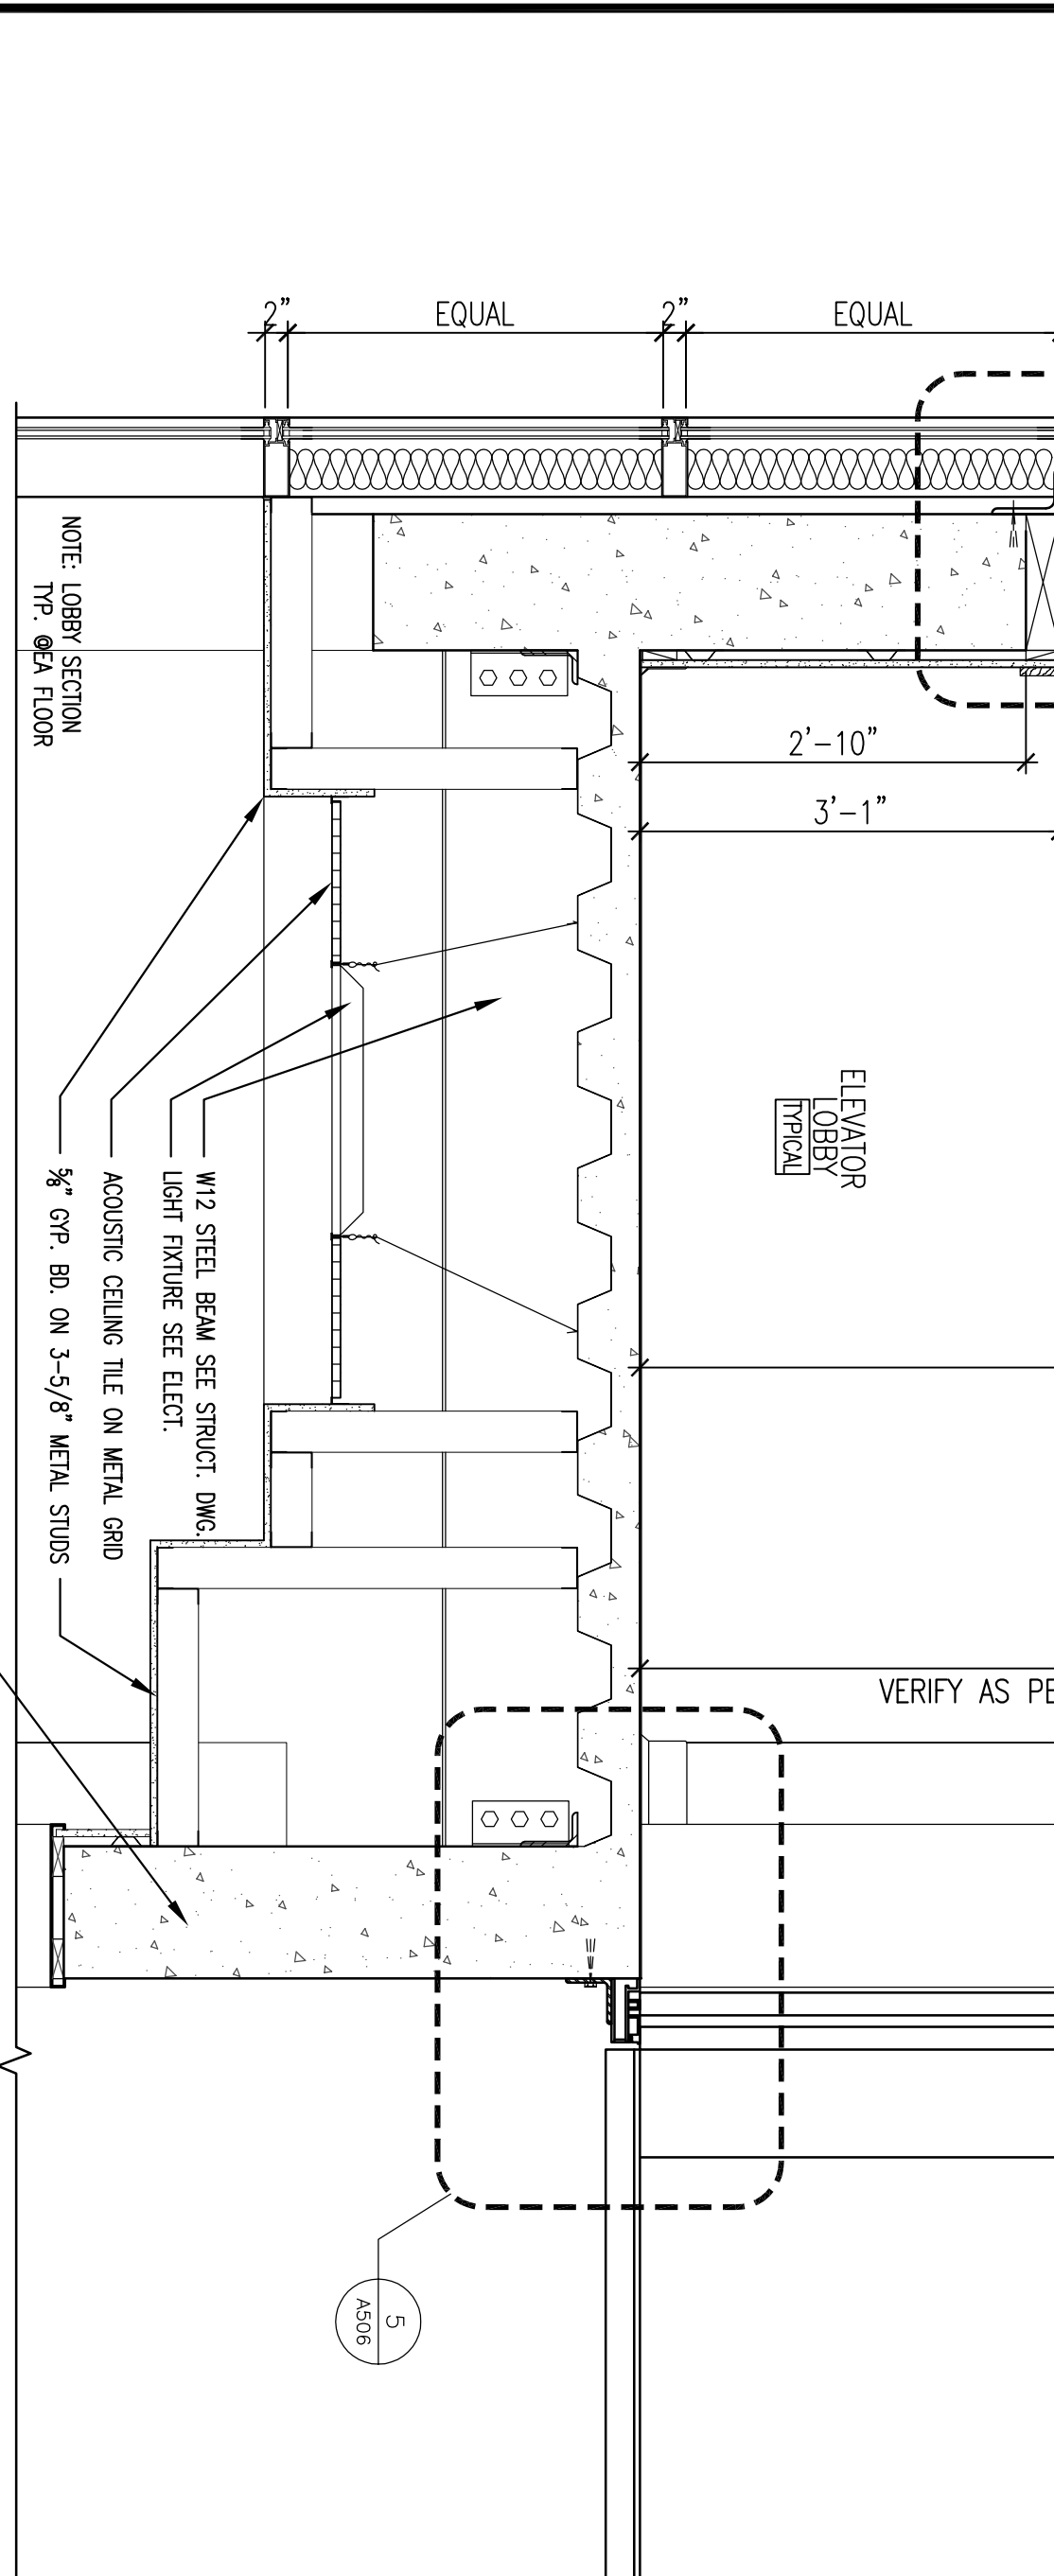 2”
EQUAL
2”
EQUAL
2’-10”
3’-1”
ELEVATOR
LOBBY
TYPICAL
NOTE: LOBBY SECTION
TYP. @EA FLOOR
W12 STEEL BEAM SEE STRUCT. DWG.
LIGHT FIXTURE SEE ELECT.
ACOUSTIC CEILING TILE ON METAL GRID
⅝” GYP. BD. ON 3-5/8” METAL STUDS
VERIFY AS PE
5
A506